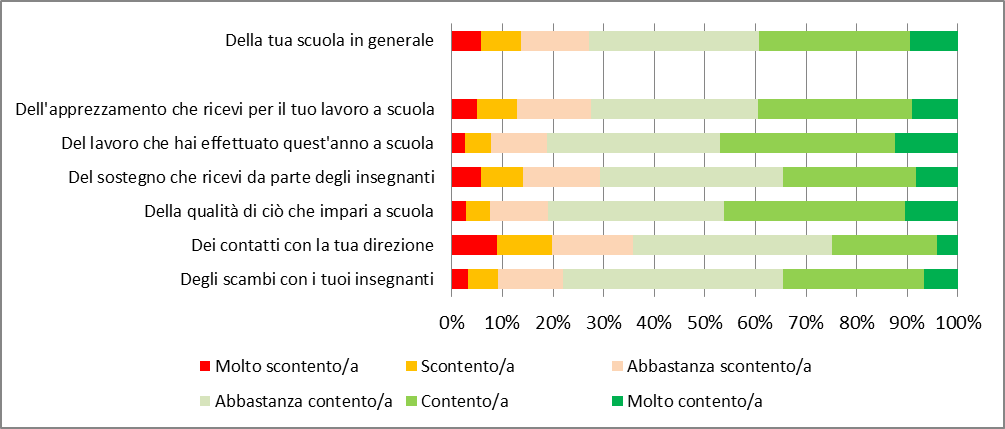 Della tua scuola in generale
Dell'apprezzamento che ricevi per il tuo lavoro a scuola
Del lavoro che hai effettuato quest'anno a scuola
Del sostegno che ricevi da parte degli insegnanti
Della qualità di ciò che impari a scuola
Dei contatti con la tua direzione
Degli scambi con i tuoi insegnanti
0% 10% 20% 30% 40% 50% 60% 70% 80% 90% 100%
Molto scontento/a Scontento/a Abbastanza scontento/a
Abbastanza contento/a Contento/a Molto contento/a